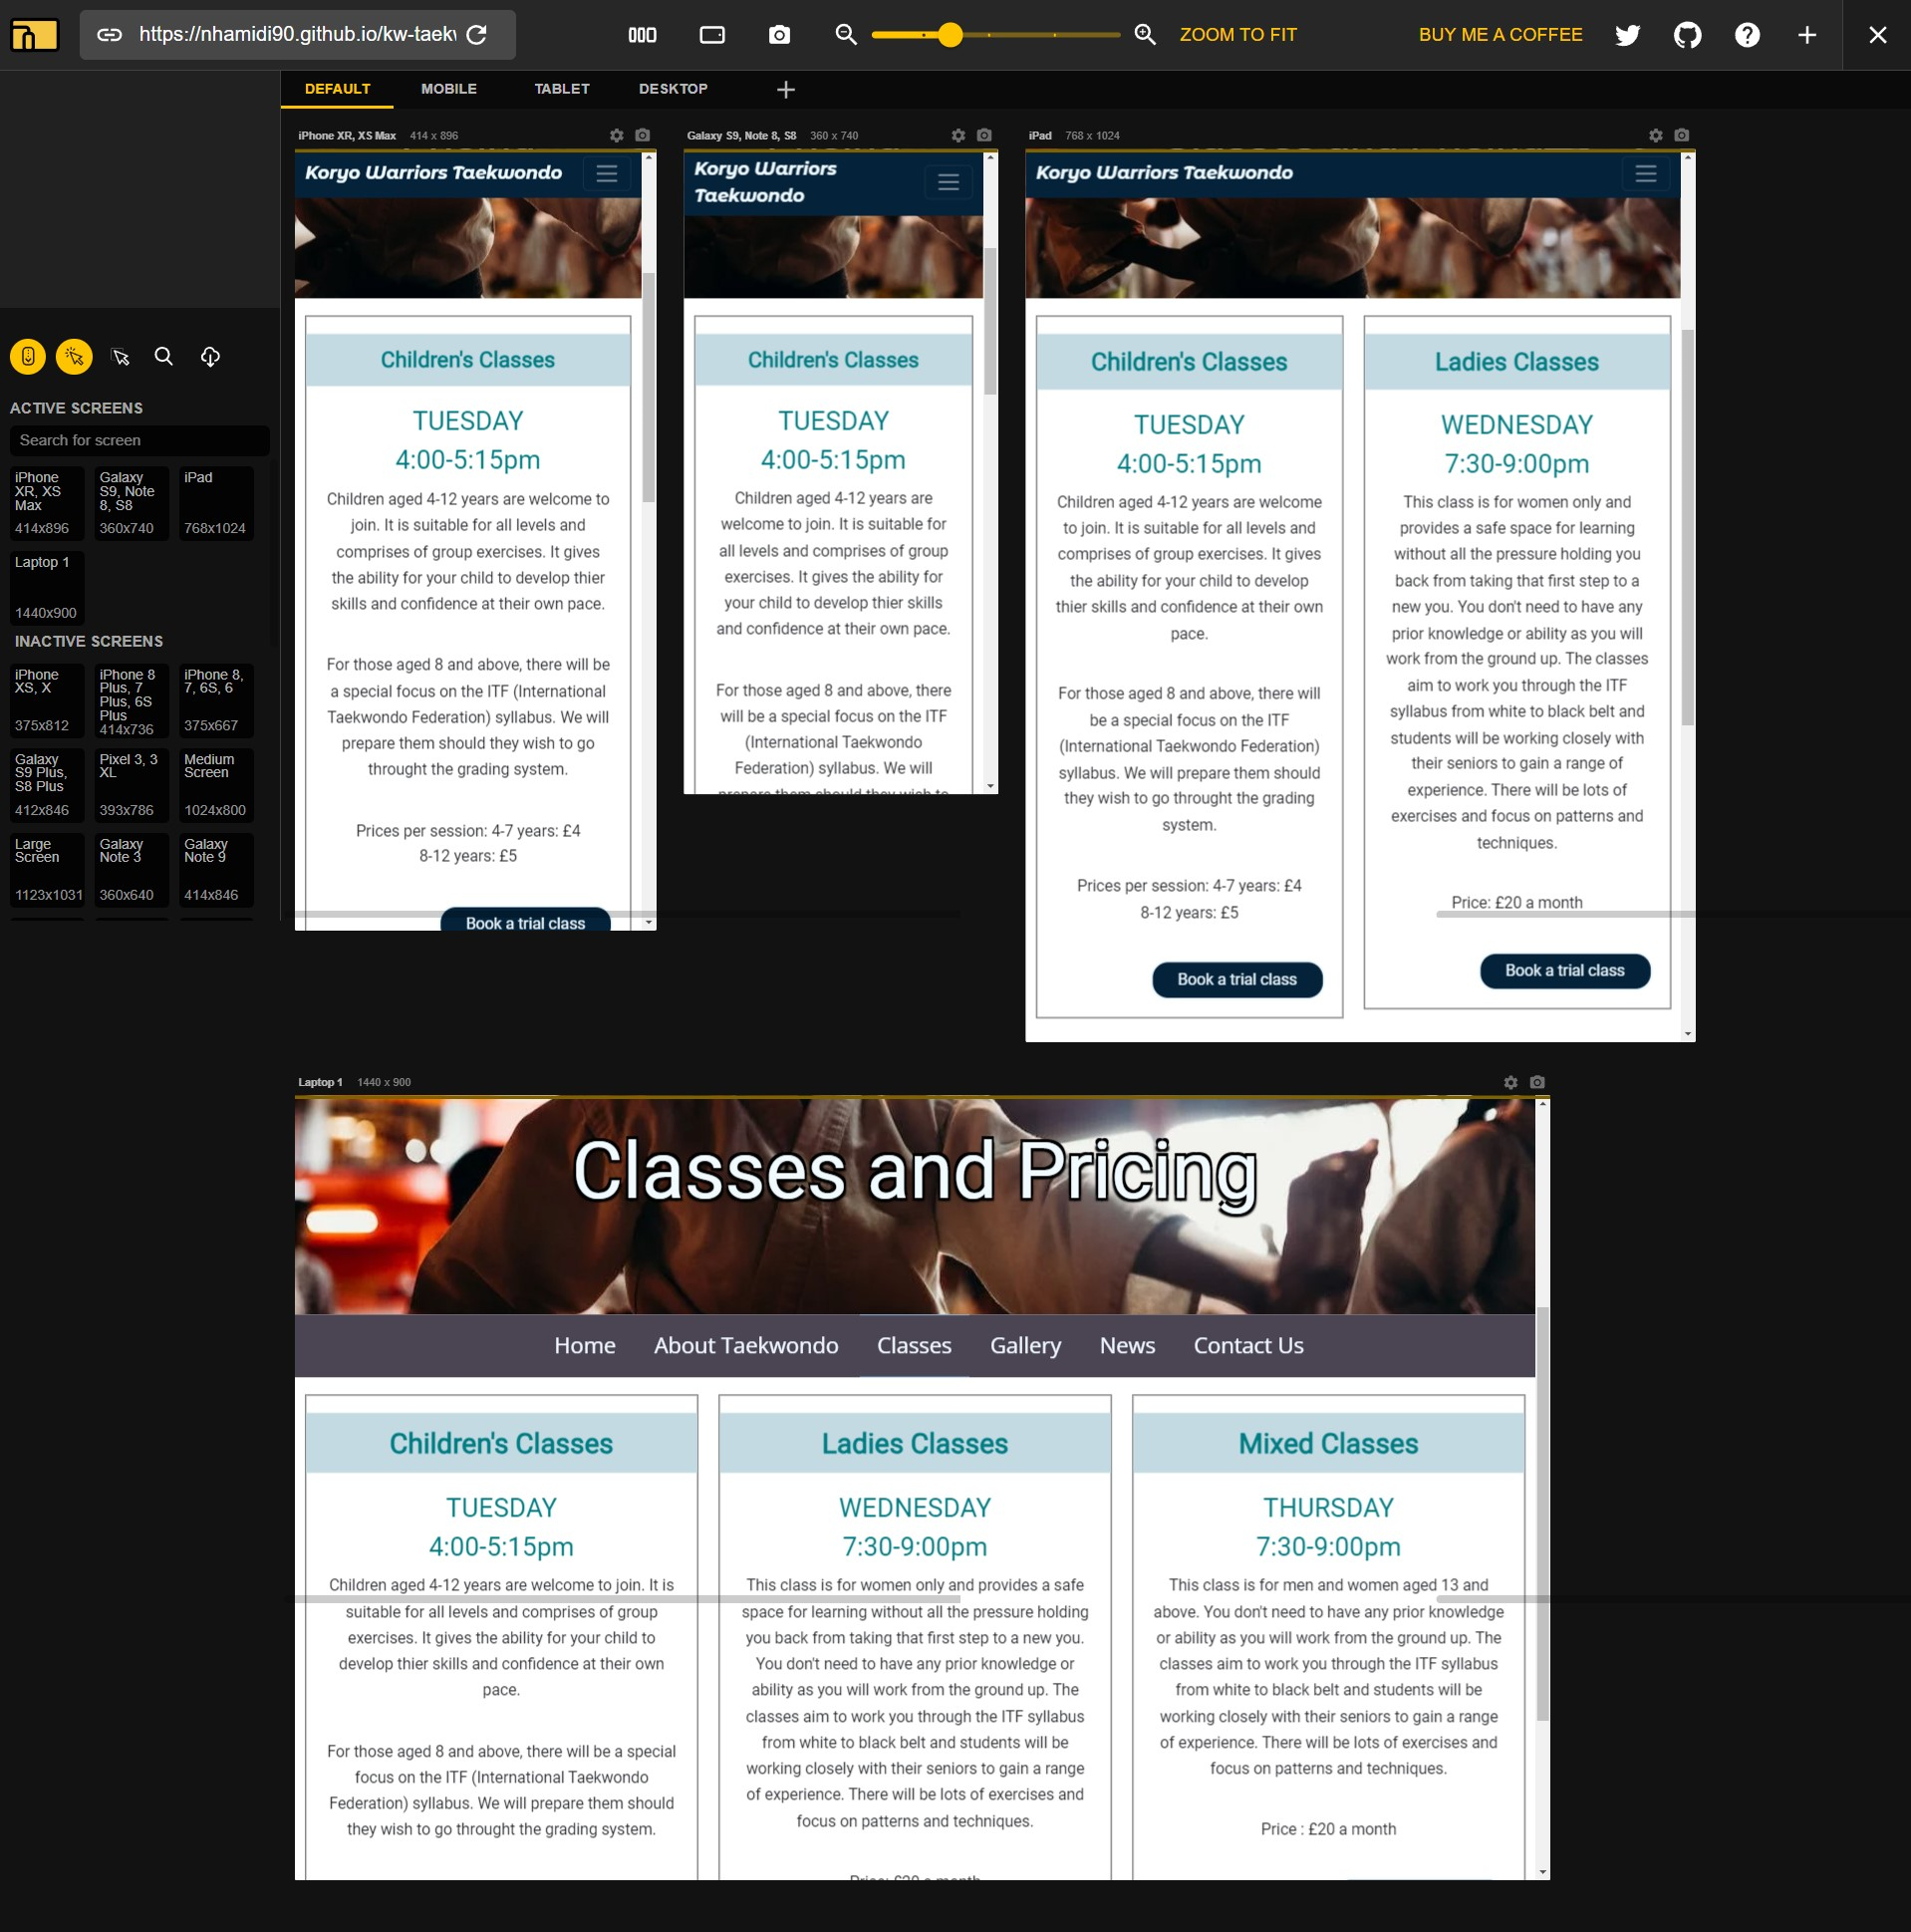 https://nhamidi90.github.io/kw-taekw
ZOOM TO FIT
BUY ME A COFFEE
DEFAULT
MOBILE
TABLET
DESKTOP
ACTIVE SCREENS
Search for screen
iPhone
XR, XS
Max
414x896
Galaxy
S9, Note
8, S8
360x740
iPad
768x1024
Laptop 1
1440x900
INACTIVE SCREENS
iPhone
XS, X
375x812
iPhone 8
Plus, 7
Plus, 6S
Plus
414x736
iPhone 8,
7, 6S, 6
375x667
Galaxy
S9 Plus,
S8 Plus
412x846
Pixel 3, 3
XL
393x786
Medium
Screen
1024x800
Large
Screen
1123x1031
Galaxy
Note 3
360x640
Galaxy
Note 9
414x846
iPhone XR, XS Max 414 x 896
Koryo Warriors Taekwondo
Children's Classes
TUESDAY
4:00-5:15pm
Children aged 4-12 years are welcome to
join. It is suitable for all levels and
comprises of group exercises. It gives
the ability for your child to develop thier
skills and confidence at their own pace.
For those aged 8 and above, there will be
a special focus on the ITF (International
Taekwondo Federation) syllabus. We will
prepare them should they wish to go
throught the grading system.
Prices per session: 4-7 years: £4
8-12 years: £5
Book a trial class
Galaxy S9, Note 8, S8 360 x 740
Koryo Warriors
Taekwondo
Children's Classes
TUESDAY
4:00-5:15pm
Children aged 4-12 years are
welcome to join. It is suitable for
all levels and comprises of group
exercises. It gives the ability for
your child to develop thier skills
and confidence at their own pace.
For those aged 8 and above, there
will be a special focus on the ITF
(International Taekwondo
Federation) syllabus. We will
prepare them should they wish to
iPad 768 x 1024
Koryo Warriors Taekwondo
Children's Classes
TUESDAY
4:00-5:15pm
Children aged 4-12 years are welcome
to join. It is suitable for all levels and
comprises of group exercises. It gives
the ability for your child to develop
thier skills and confidence at their own
pace.
For those aged 8 and above, there will
be a special focus on the ITF
(International Taekwondo Federation)
syllabus. We will prepare them should
they wish to go throught the grading
system.
Prices per session: 4-7 years: £4
8-12 years: £5
Book a trial class
Ladies Classes
WEDNESDAY
7:30-9:00pm
This class is for women only and
provides a safe space for learning
without all the pressure holding you
back from taking that first step to a
new you. You don't need to have any
prior knowledge or ability as you will
work from the ground up. The classes
aim to work you through the ITF
syllabus from white to black belt and
students will be working closely with
their seniors to gain a range of
experience. There will be lots of
exercises and focus on patterns and
techniques.
Price: £20 a month
Book a trial class
Laptop 1 1440 x 900
Classes and Pricing
Home
About Taekwondo
Classes
Gallery
News
Contact Us
Children's Classes
TUESDAY
4:00-5:15pm
Children aged 4-12 years are welcome to join. It is
suitable for all levels and comprises of group
exercises. It gives the ability for your child to
develop thier skills and confidence at their own
pace.
For those aged 8 and above, there will be a special
focus on the ITF (International Taekwondo
Federation) syllabus. We will prepare them should
they wish to go throught the grading system.
Ladies Classes
WEDNESDAY
7:30-9:00pm
This class is for women only and provides a safe
space for learning without all the pressure holding
you back from taking that first step to a new you.
You don't need to have any prior knowledge or
ability as you will work from the ground up. The
classes aim to work you through the ITF syllabus
from white to black belt and students will be
working closely with their seniors to gain a range
of experience. There will be lots of exercises and
focus on patterns and techniques.
Price: £20 a month
Mixed Classes
THURSDAY
7:30-9:00pm
This class is for men and women aged 13 and
above. You don't need to have any prior knowledge
or ability as you will work from the ground up. The
classes aim to work you through the ITF syllabus
from white to black belt and students will be
working closely with their seniors to gain a range
of experience. There will be lots of exercises and
focus on patterns and techniques.
Price : £20 a month